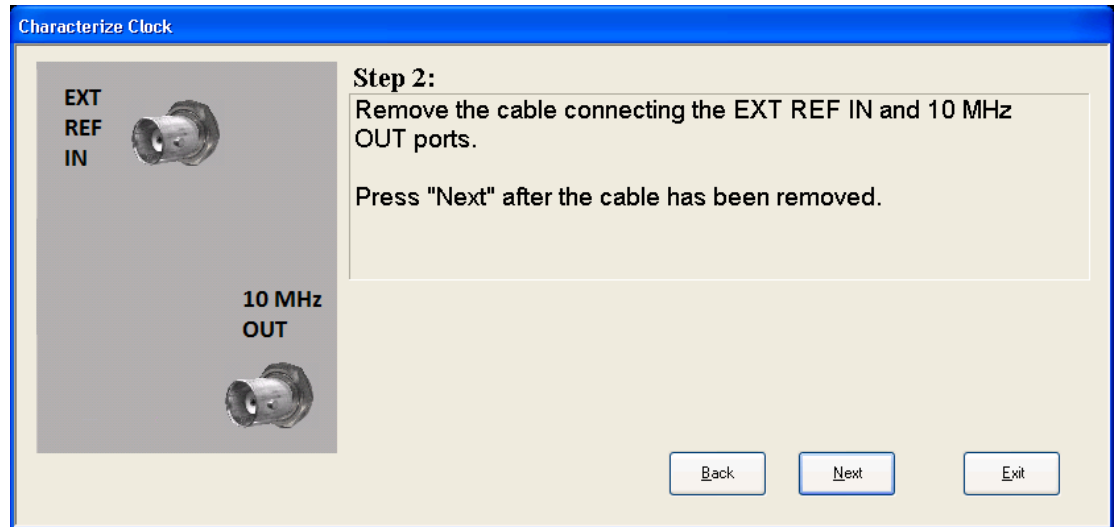 Characterize Clock
EXT
REF
IN
10 MHz
OUT
Step 2:
Remove the cable connecting the EXT REF IN and 10 MHz
OUT ports.
Press "Next" after the cable has been removed.
Back
Next
Exit